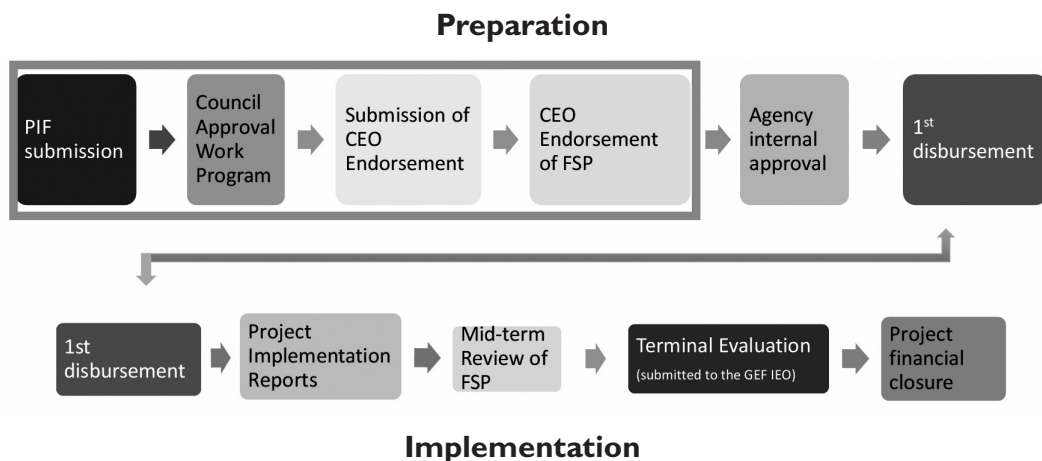 Preparation
PIF
submission
Council
Approval
Work
Program
Submission of
CEO
Endorsement
CEO
Endorsement
of FSP
Agency
internal
approval
1st
disbursement
1st
disbursement
Project
Implementation
Reports
Mid-term
Review of
FSP
Terminal Evaluation
(submitted to the GEF IEO)
Project
financial
closure
Implementation